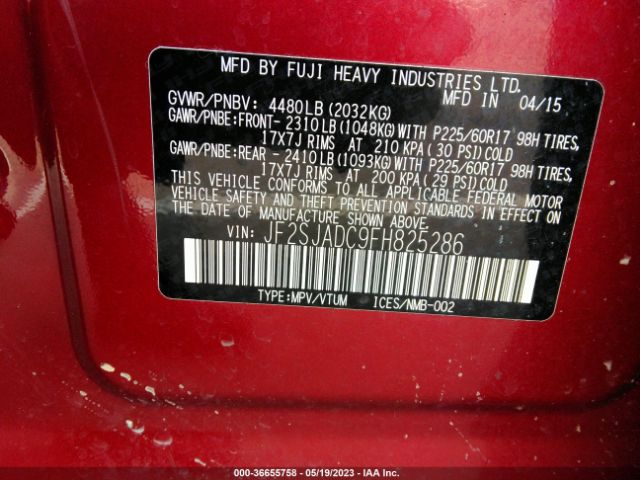 MFD BY FUJI HEAVY INDUSTRIES LTD.
MFD IN 04/15
GVWR/PNBV: 4480LB(2032KG)
GAWR/PNBE:FRONT- 2310LB(1048KG)WITH P225/60R17 98H TIRES,
17X7J RIMS AT 210 KPA(30 PSI)COLD
GAWR/PNBE:REAR - 2410LB(1093KG)WITH P225/60R17 98H TIRES,
17X7J RIMS AT 200 KPA(29 PSI)COLD
THIS VEHICLE CONFORMS TO ALL APPLICABLE FEDERAL MOTOR
VEHICLE SAFETY AND THEFT PREVENTION STANDARDS IN EFFECT ON
THE DATE OF MANUFACTURE SHOWN ABOVE.
VIN: JF2SJADC9FH825286
TYPE:MPV/VTUM ICES/NMB-002
000-36655758 - 05/19/2023 - IAA Inc.